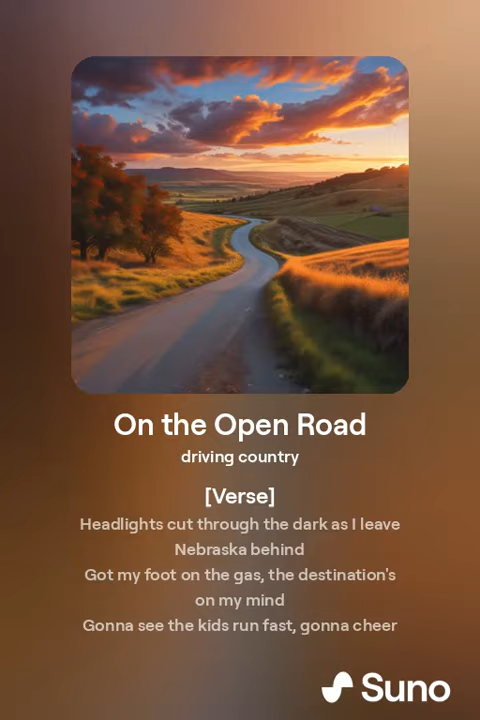 On the Open Road
driving country
[Verse]
Headlights cut through the dark as I leave
Nebraska behind
Got my foot on the gas, the destination's
on my mind
Gonna see the kids run fast, gonna cheer
Suno